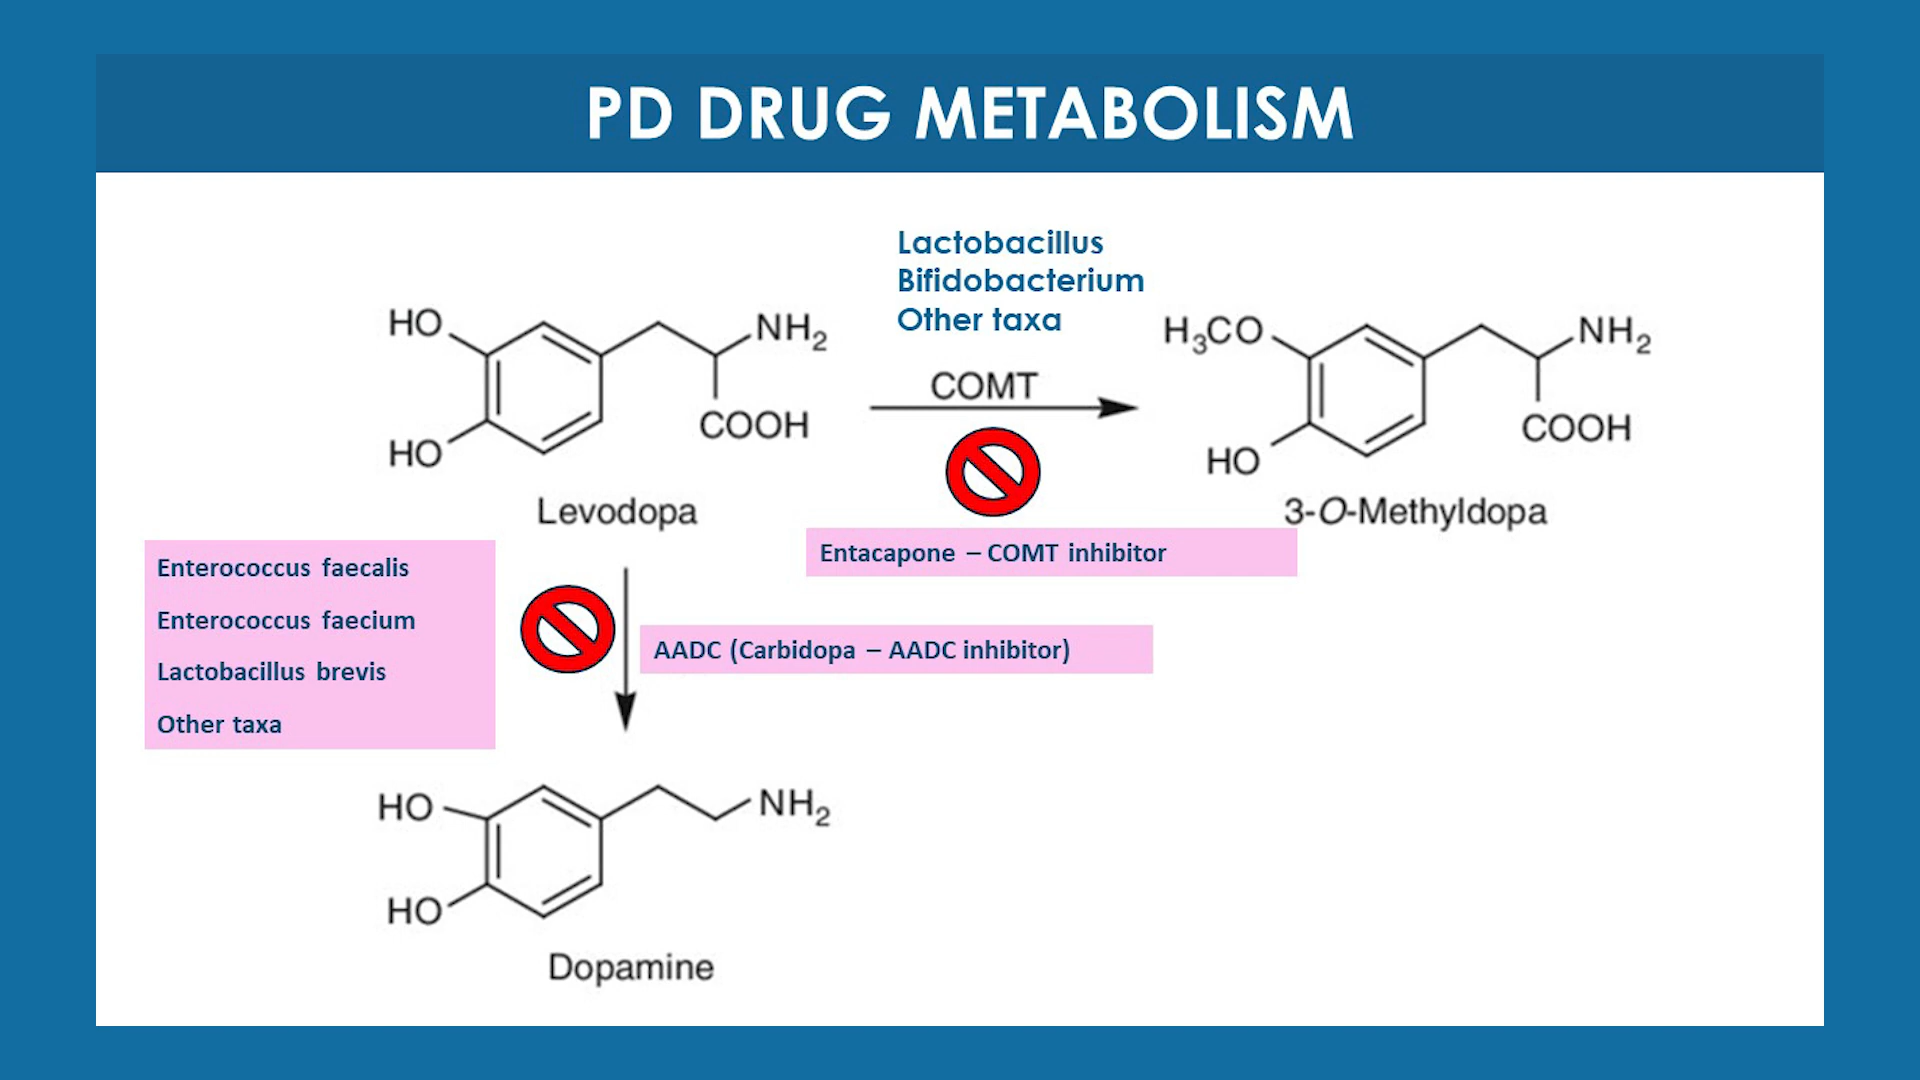 PD DRUG METABOLISM
Lactobacillus
Bifidobacterium
Other taxa
HO
NH2
COOH
HO
Levodopa
COMT
H3CO
NH2
COOH
HO
3-O-Methyldopa
Entacapone – COMT inhibitor
Enterococcus faecalis
Enterococcus faecium
Lactobacillus brevis
Other taxa
AADC (Carbidopa – AADC inhibitor)
HO
NH2
HO
Dopamine